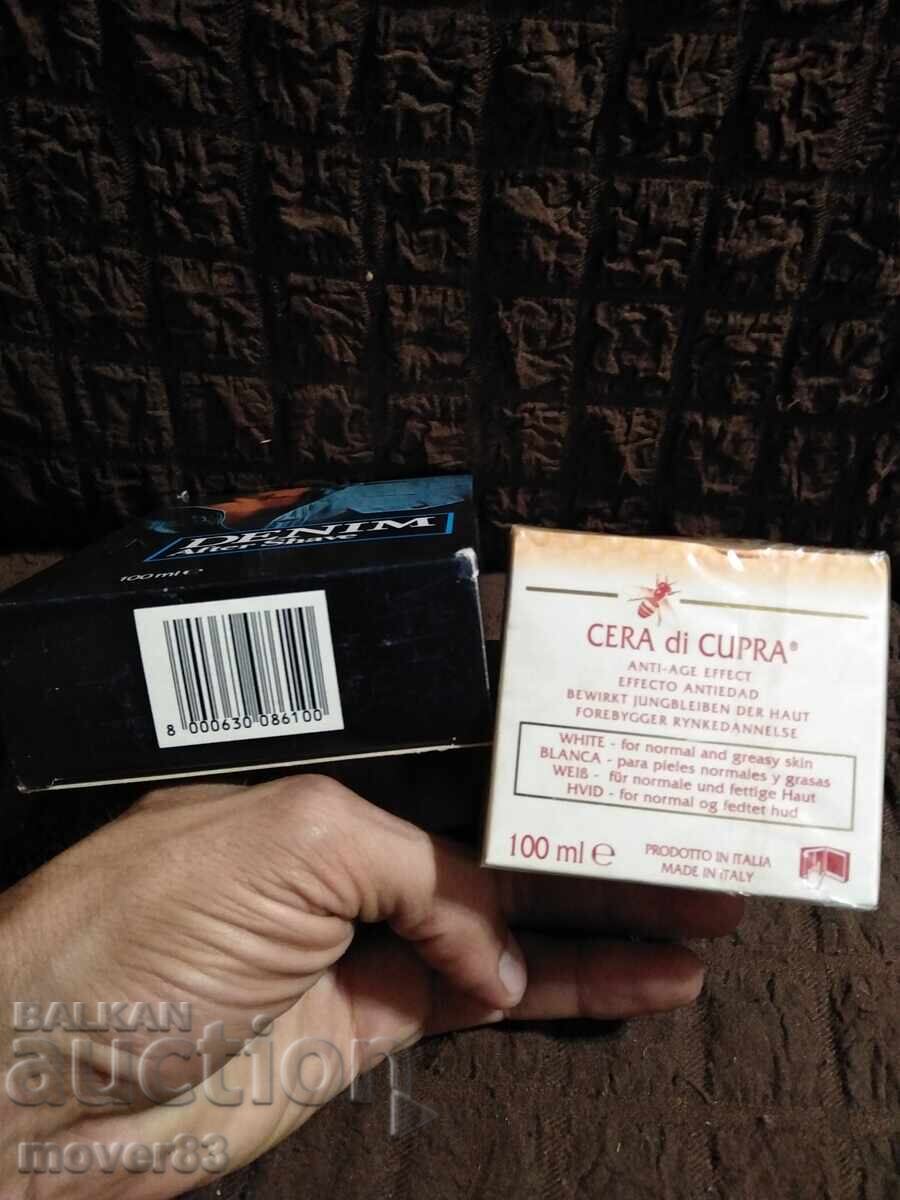 DENIM
After Shave
100 ml e
8 000630 086100
CERA di CUPRA®
ANTI-AGE EFFECT
EFFECTO ANTIEDAD
BEWIRKT JUNGBLEIBEN DER HAUT
FOREBYGGER RYNKEDANNELSE
WHITE - for normal and greasy skin
BLANCA - para pieles normales y grasas
WEIß - für normale und fettige Haut
HVID - for normal og fedtet hud
100 ml e
PRODOTTO IN ITALIA
MADE IN ITALY
BALKAN
auction
mover83